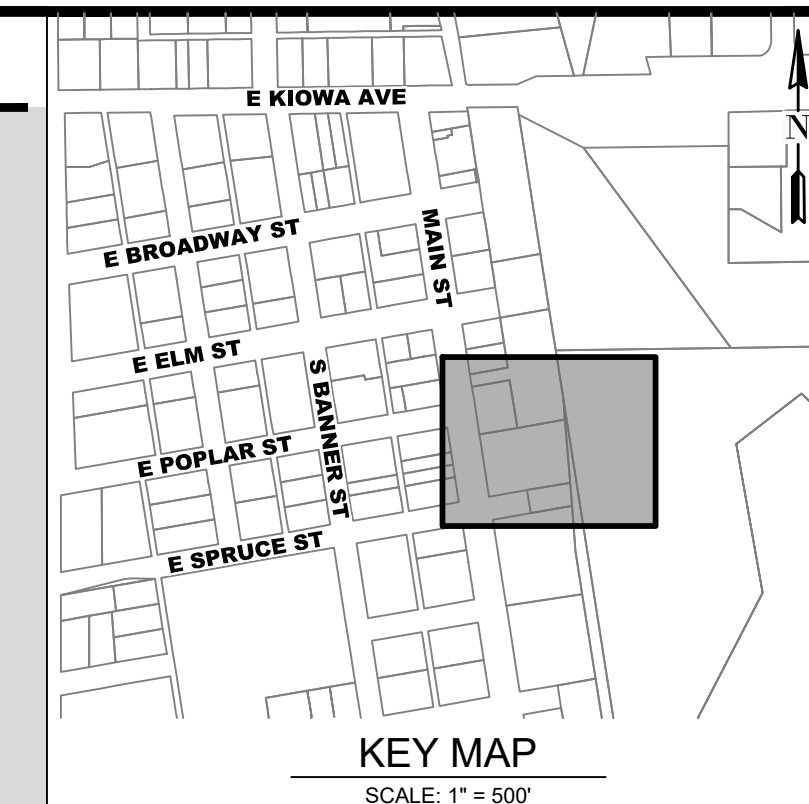 E KIOWA AVE
N
E BROADWAY ST
MAIN ST
E ELM ST
S BANNER ST
E POPLAR ST
E SPRUCE ST
KEY MAP
SCALE: 1" = 500'